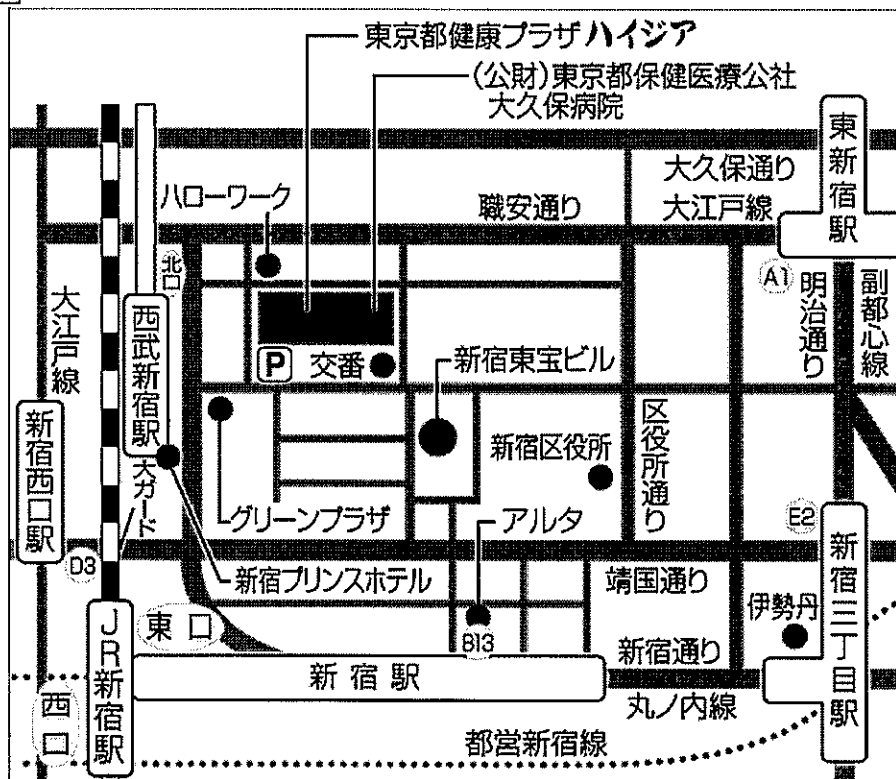 東京都健康プラザハイジア
(公財)東京都保健医療公社
大久保病院
東新宿駅
大久保通り
ハローワーク
職安通り
大江戸線
北口
A1
明治通り
副都心線
大江戸線
西武新宿駅
P
交番
新宿東宝ビル
新宿西口駅
大ガード
新宿区役所
区役所通り
グリーンプラザ
アルタ
E2
D3
新宿プリンスホテル
靖国通り
新宿三丁目駅
伊勢丹
JR新宿駅
東口
B13
新宿通り
新宿駅
丸ノ内線
西口
都営新宿線